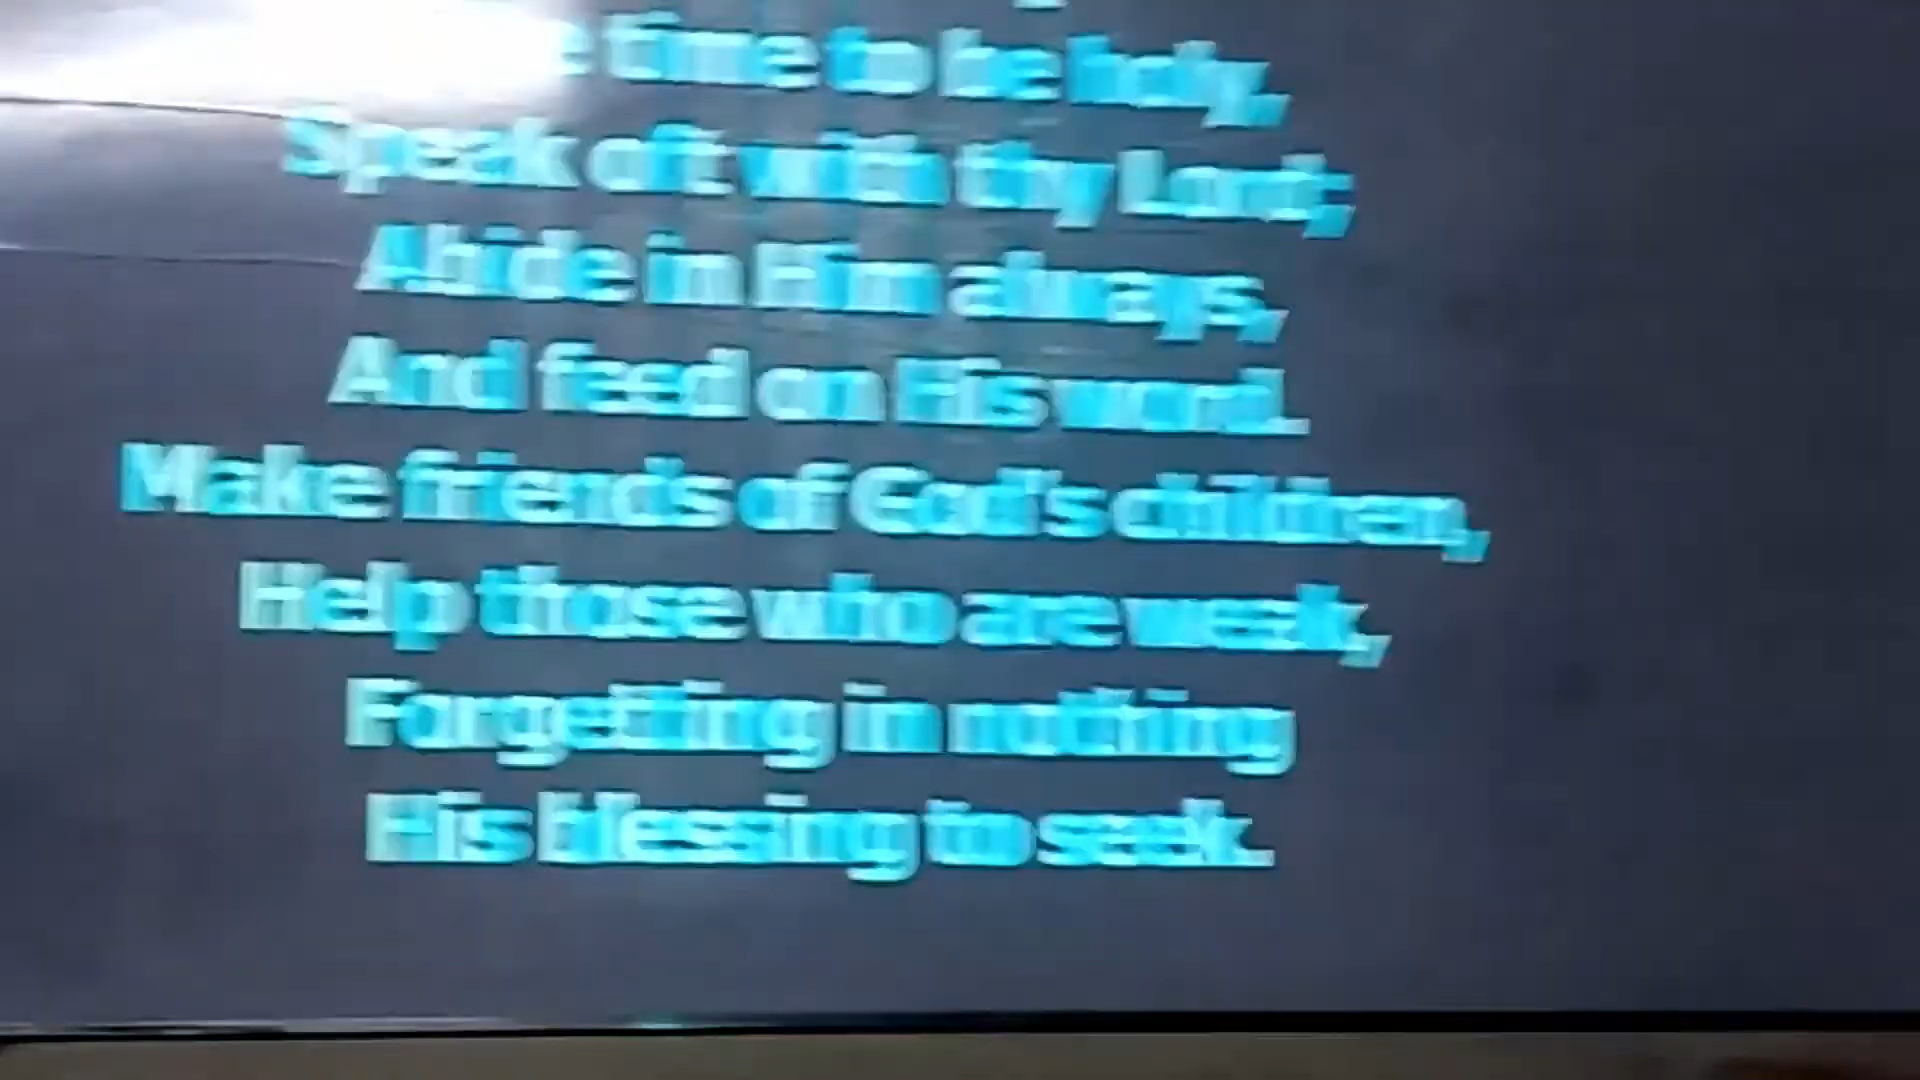 time to be holy,
Speak oft with thy Lord;
Abide in Him always,
And feed on His word.
Make friends of God's children,
Help those who are weak,
Forgetting in nothing
His blessing to seek.